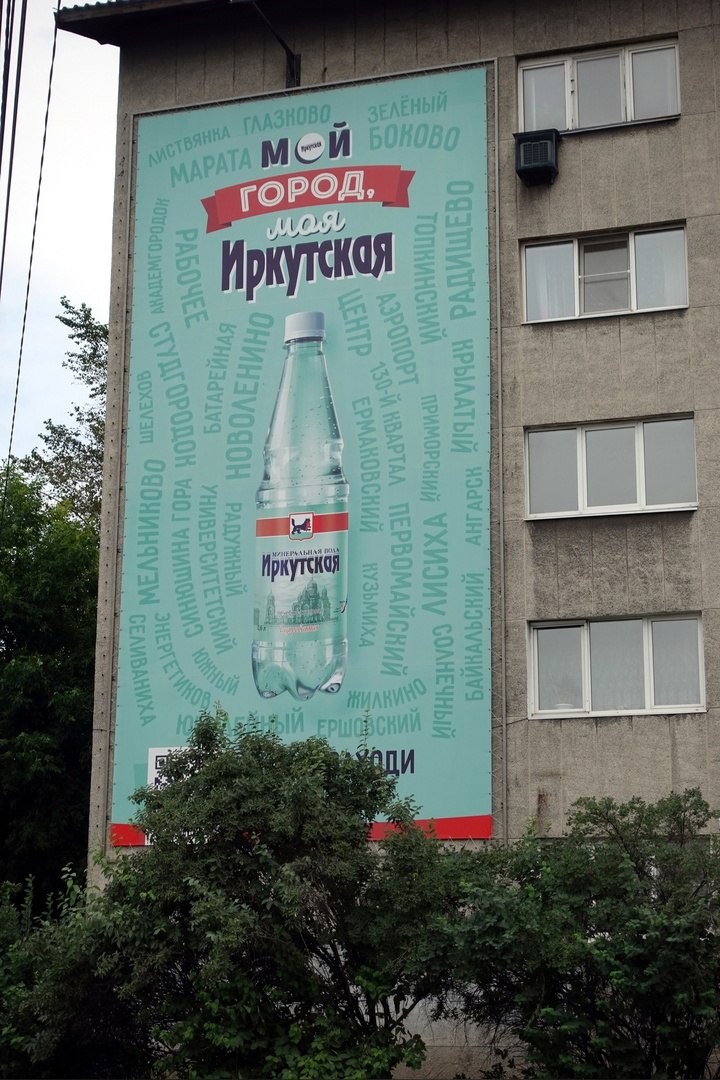 ЛИСТВЯНКА
ГЛАЗКОВО
ЗЕЛЁНЫЙ
МАРАТА
БОКОВО
МОЙ
Иркутская
ГОРОД,
моя
Иркутская
АКАДЕМГОРОДОК
РАБОЧЕЕ
ТОПКИНСКИЙ
РАДИЩЕВО
ЦЕНТР
АЭРОПОРТ
ШЕЛЕХОВ
СТУДГОРОДОК
БАТАРЕЙНАЯ
НОВОЛЕНИНО
ЕРМАКОВСКИЙ
130-Й КВАРТАЛ
ПРИМОРСКИЙ
КРЫЛАТЫЙ
МЕЛЬНИКОВО
СИНЮШИНА ГОРА
УНИВЕРСИТЕТСКИЙ
РАДУЖНЫЙ
МИНЕРАЛЬНАЯ ВОДА
Иркутская
КУЗЬМИХА
ПЕРВОМАЙСКИЙ
ЛИСИХА
АНГАРСК
СЕЛИВАНИХА
ЭНЕРГЕТИКОВ
ЮЖНЫЙ
ЖИЛКИНО
СОЛНЕЧНЫЙ
БАЙКАЛЬСКИЙ
ЕРШОВСКИЙ